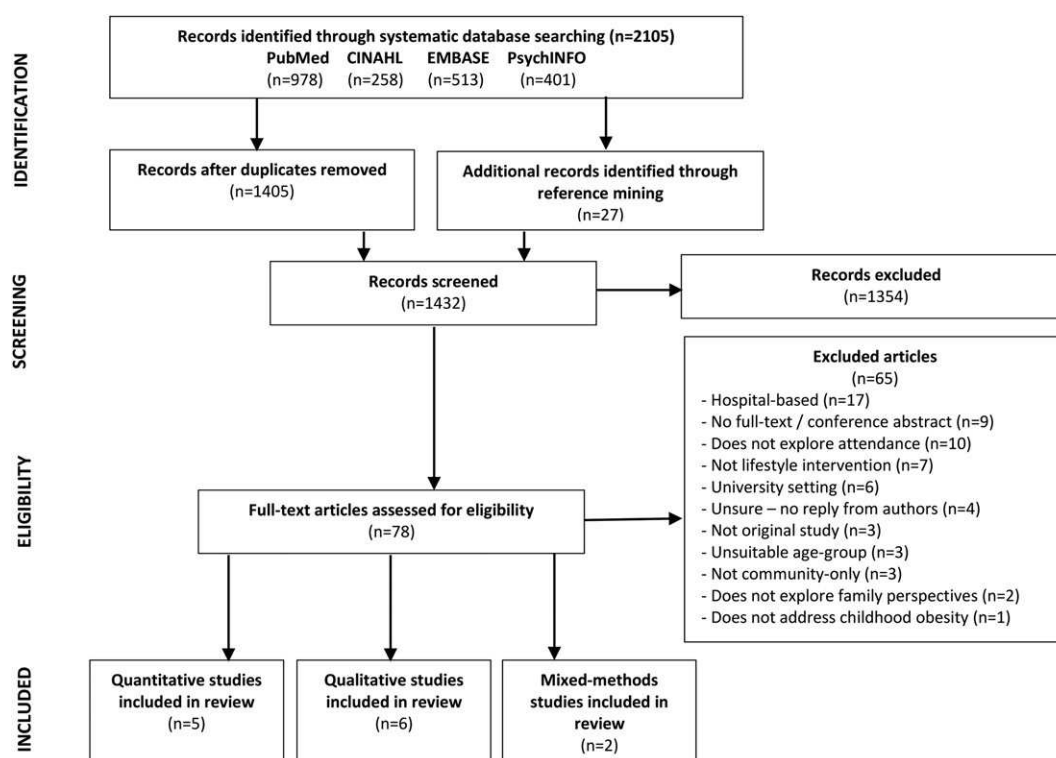 IDENTIFICATION
Records identified through systematic database searching (n=2105)
PubMed CINAHL EMBASE PsychINFO
(n=978) (n=258) (n=513) (n=401)
Records after duplicates removed
(n=1405)
Additional records identified through
reference mining
(n=27)
SCREENING
Records screened
(n=1432)
Records excluded
(n=1354)
ELIGIBILITY
Full-text articles assessed for eligibility
(n=78)
Excluded articles
(n=65)
- Hospital-based (n=17)
- No full-text / conference abstract (n=9)
- Does not explore attendance (n=10)
- Not lifestyle intervention (n=7)
- University setting (n=6)
- Unsure – no reply from authors (n=4)
- Not original study (n=3)
- Unsuitable age-group (n=3)
- Not community-only (n=3)
- Does not explore family perspectives (n=2)
- Does not address childhood obesity (n=1)
INCLUDED
Quantitative studies
included in review
(n=5)
Qualitative studies
included in review
(n=6)
Mixed-methods
studies included in
review
(n=2)